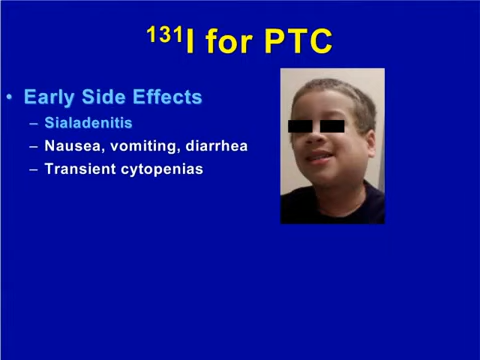 ¹³¹I for PTC
• Early Side Effects
– Sialadenitis
– Nausea, vomiting, diarrhea
– Transient cytopenias